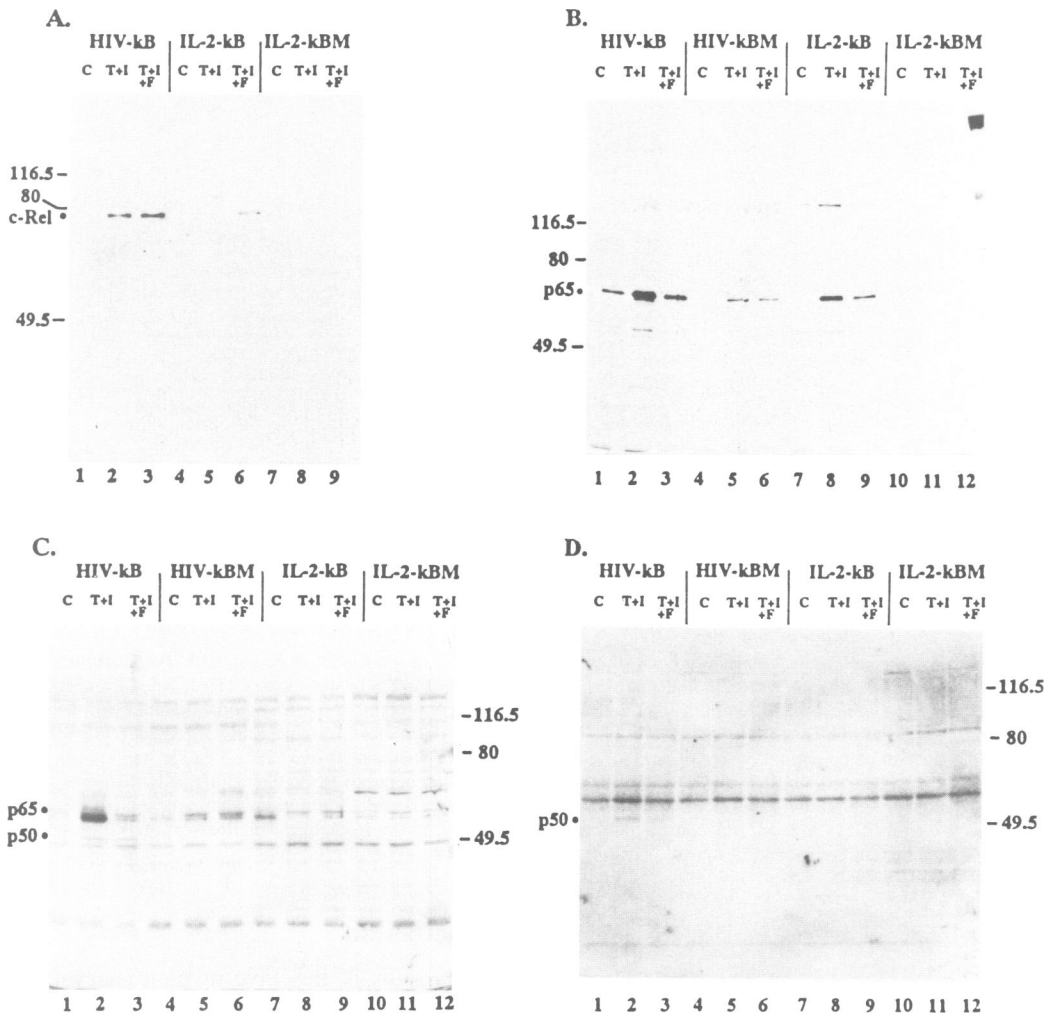 A.
HIV-kB IL-2-kB IL-2-kBM
C T+I T+I +F T+I +F T+I +F
116.5
80
c-Rel
49.5
1 2 3 4 5 6 7 8 9
B.
HIV-kB HIV-kBM IL-2-kB IL-2-kBM
C T+I T+I +F C T+I T+I +F C T+I T+I +F C T+I T+I +F
116.5
80
p65
49.5
1 2 3 4 5 6 7 8 9 10 11 12
C.
HIV-kB HIV-kBM IL-2-kB IL-2-kBM
C T+I T+I +F C T+I T+I +F C T+I T+I +F C T+I T+I +F
116.5
80
p65
p50
49.5
1 2 3 4 5 6 7 8 9 10 11 12
D.
HIV-kB HIV-kBM IL-2-kB IL-2-kBM
C T+I T+I +F C T+I T+I +F C T+I T+I +F C T+I T+I +F
116.5
80
p50
49.5
1 2 3 4 5 6 7 8 9 10 11 12